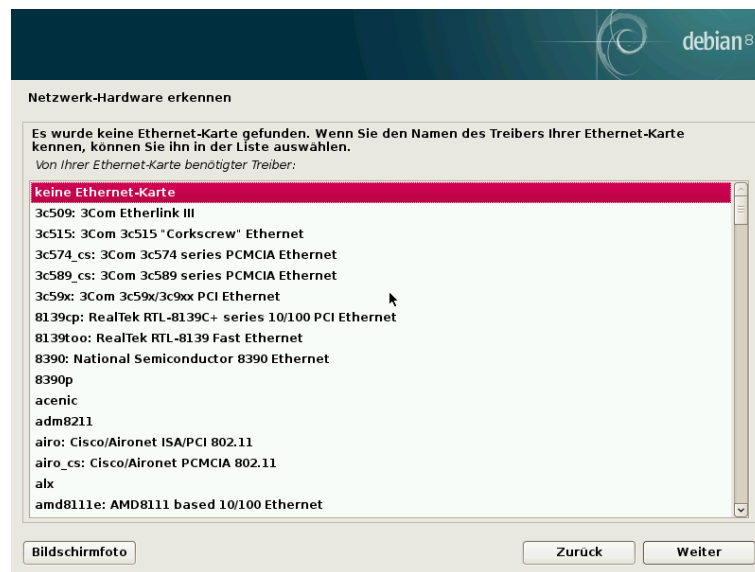 debian 8
Netzwerk-Hardware erkennen
Es wurde keine Ethernet-Karte gefunden. Wenn Sie den Namen des Treibers Ihrer Ethernet-Karte
kennen, können Sie ihn in der Liste auswählen.
Von Ihrer Ethernet-Karte benötigter Treiber:
keine Ethernet-Karte
3c509: 3Com Etherlink III
3c515: 3Com 3c515 "Corkscrew" Ethernet
3c574_cs: 3Com 3c574 series PCMCIA Ethernet
3c589_cs: 3Com 3c589 series PCMCIA Ethernet
3c59x: 3Com 3c59x/3c9xx PCI Ethernet
8139cp: RealTek RTL-8139C+ series 10/100 PCI Ethernet
8139too: RealTek RTL-8139 Fast Ethernet
8390: National Semiconductor 8390 Ethernet
8390p
acenic
adm8211
airo: Cisco/Aironet ISA/PCI 802.11
airo_cs: Cisco/Aironet PCMCIA 802.11
alx
amd8111e: AMD8111 based 10/100 Ethernet
Bildschirmfoto
Zurück
Weiter